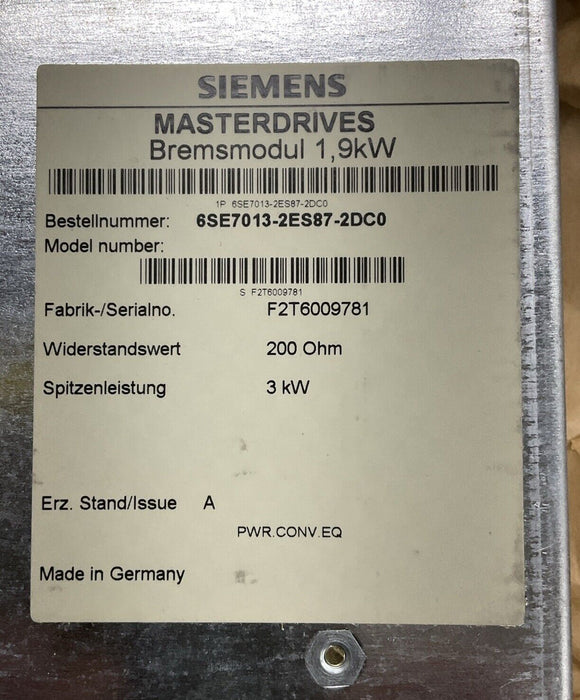 SIEMENS
MASTERDRIVES
Bremsmodul 1,9kW
1P 6SE7013-2ES87-2DC0
Bestellnummer: 6SE7013-2ES87-2DC0
Model number:
S F2T6009781
Fabrik-/Serialno. F2T6009781
Widerstandswert 200 Ohm
Spitzenleistung 3 kW
Erz. Stand/Issue A
PWR.CONV.EQ
Made in Germany